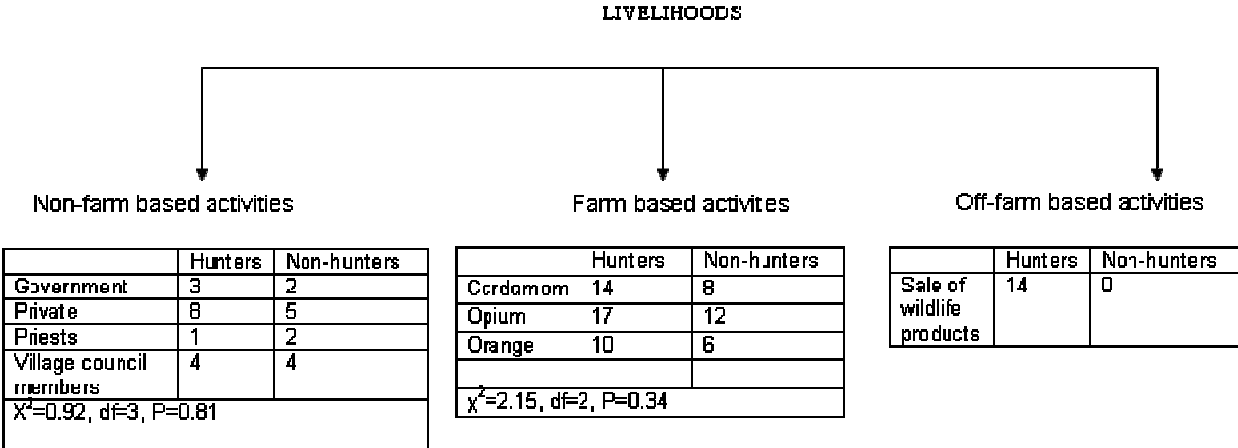 LIVELIHOODS
Non-farm based activities
Hunters Non-hunters
Government 3 2
Private 8 5
Priests 1 2
Village council 4 4
members
X²=0.92, df=3, P=0.81
Farm based activities
Hunters Non-hunters
Cardamom 14 8
Opium 17 12
Orange 10 6
χ²=2.15, df=2, P=0.34
Off-farm based activities
Hunters Non-hunters
Sale of 14 0
wildlife
products